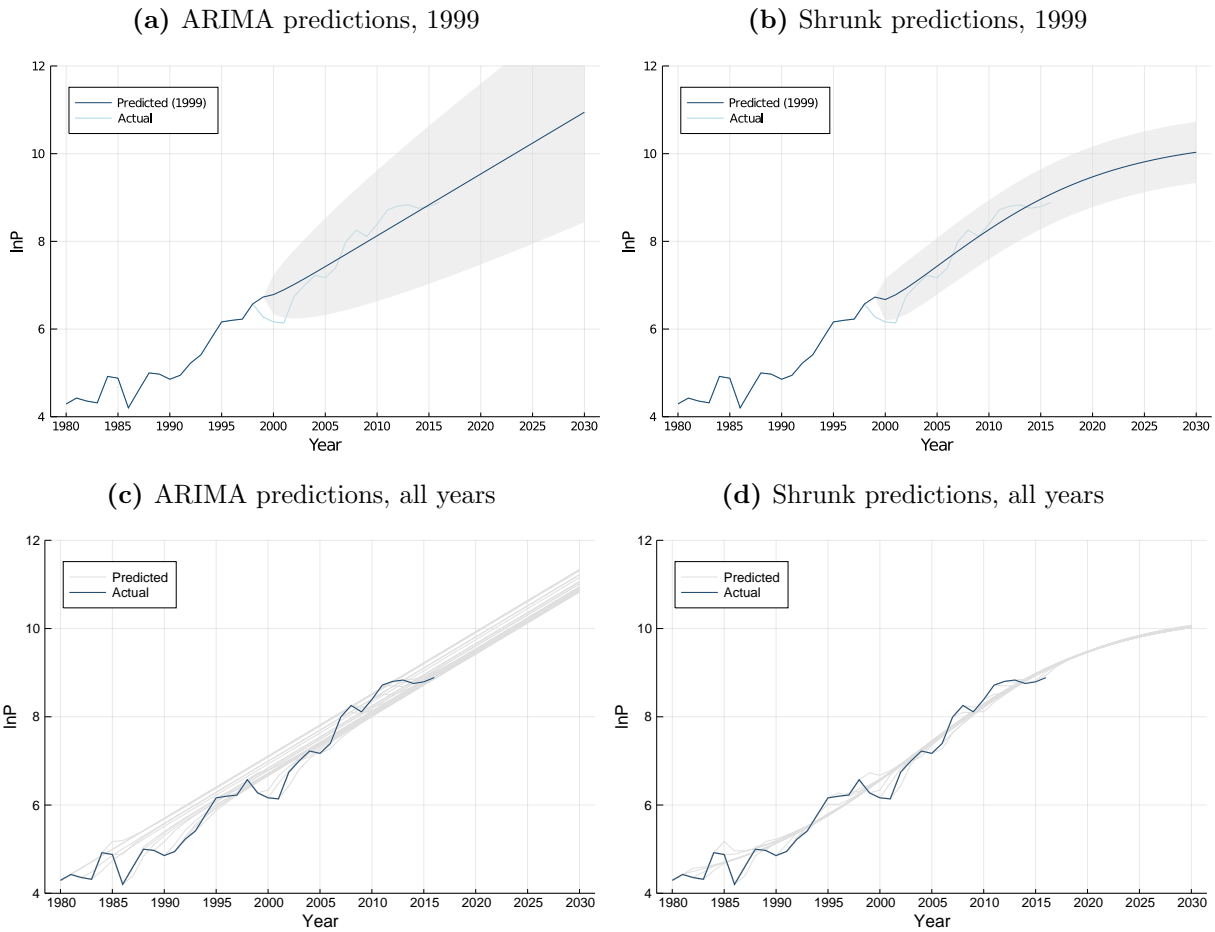 (a) ARIMA predictions, 1999
12
10
8
6
4
lnP
Predicted (1999)
Actual
1980 1985 1990 1995 2000 2005 2010 2015 2020 2025 2030
Year
(b) Shrunk predictions, 1999
12
10
8
6
4
lnP
Predicted (1999)
Actual
1980 1985 1990 1995 2000 2005 2010 2015 2020 2025 2030
Year
(c) ARIMA predictions, all years
12
10
8
6
4
lnP
Predicted
Actual
1980 1985 1990 1995 2000 2005 2010 2015 2020 2025 2030
Year
(d) Shrunk predictions, all years
12
10
8
6
4
lnP
Predicted
Actual
1980 1985 1990 1995 2000 2005 2010 2015 2020 2025 2030
Year